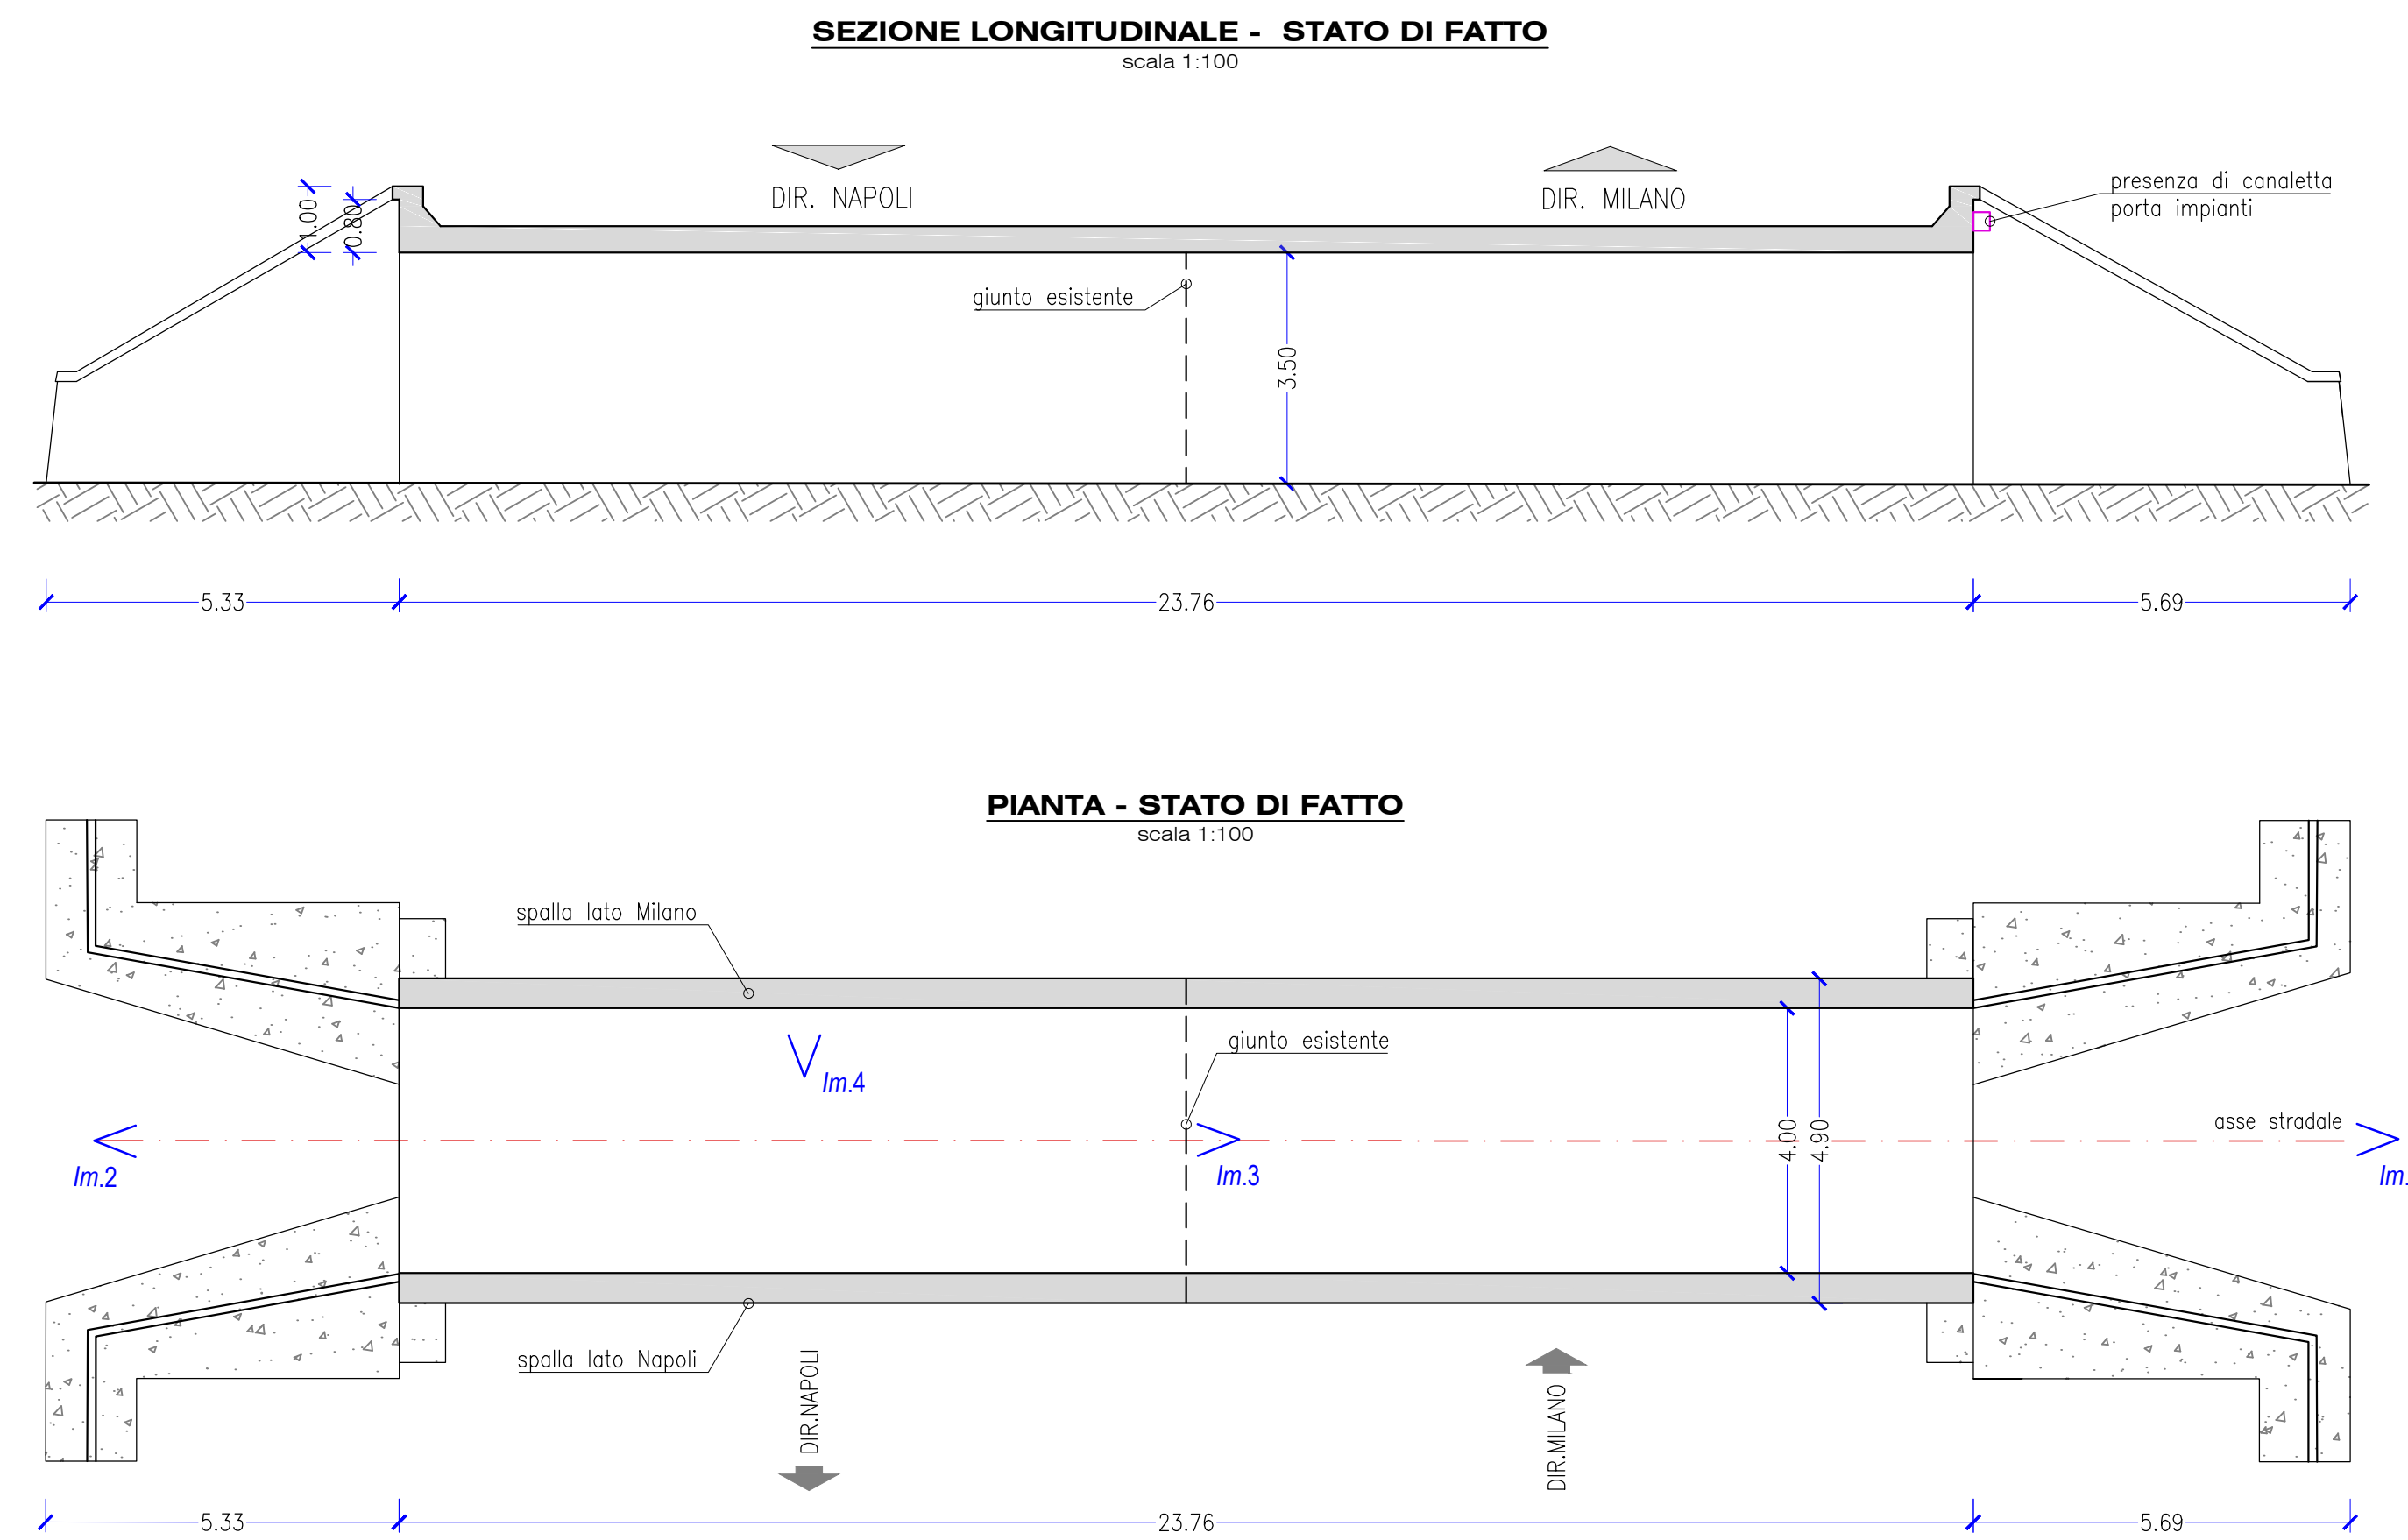 SEZIONE LONGITUDINALE - STATO DI FATTO
scala 1:100
DIR. NAPOLI
DIR. MILANO
presenza di canaletta
porta impianti
1.00
0.80
giunto esistente
3.50
5.33
23.76
5.69
PIANTA - STATO DI FATTO
scala 1:100
spalla lato Milano
giunto esistente
Im.4
asse stradale
4.00
4.90
Im.2
Im.3
Im.
spalla lato Napoli
DIR.NAPOLI
DIR.MILANO
5.33
23.76
5.69